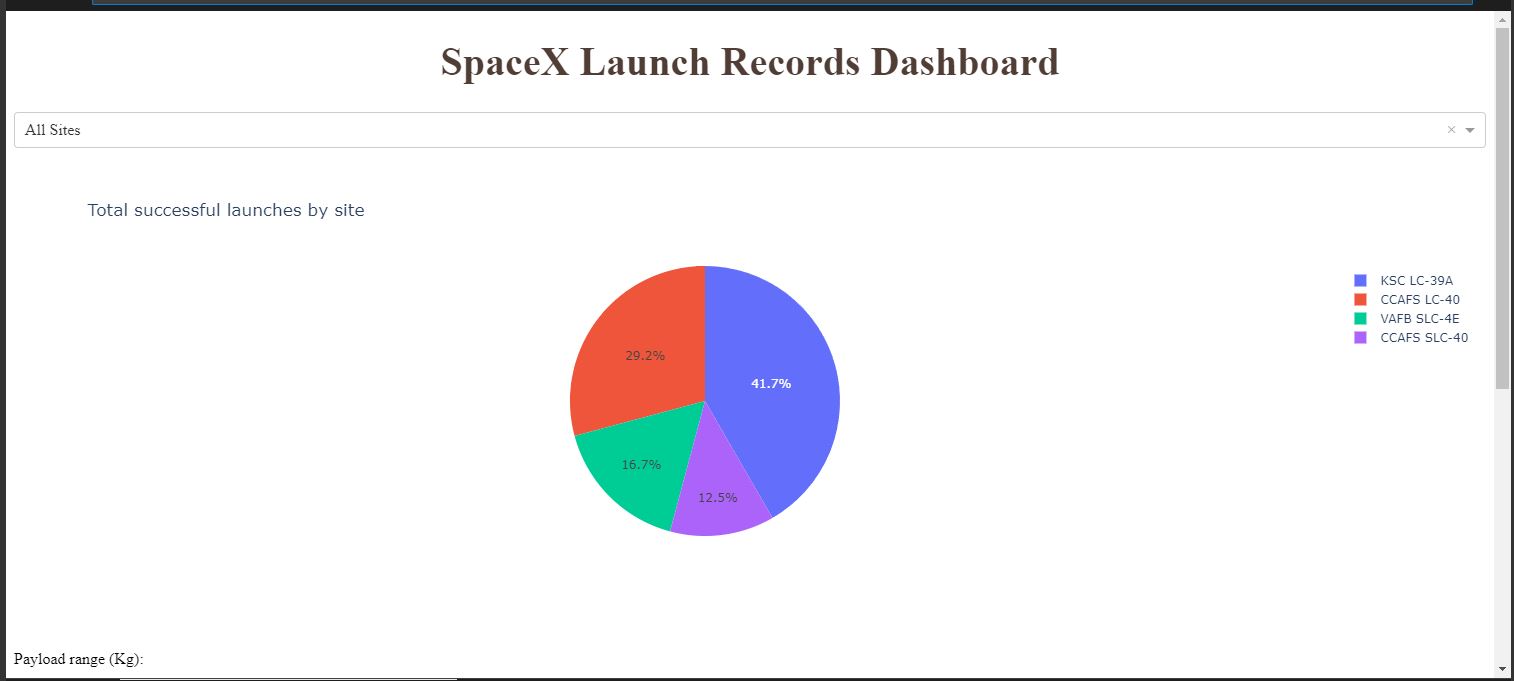 SpaceX Launch Records Dashboard
All Sites
Total successful launches by site
KSC LC-39A
CCAFS LC-40
VAFB SLC-4E
CCAFS SLC-40
29.2%
41.7%
16.7%
12.5%
Payload range (Kg):